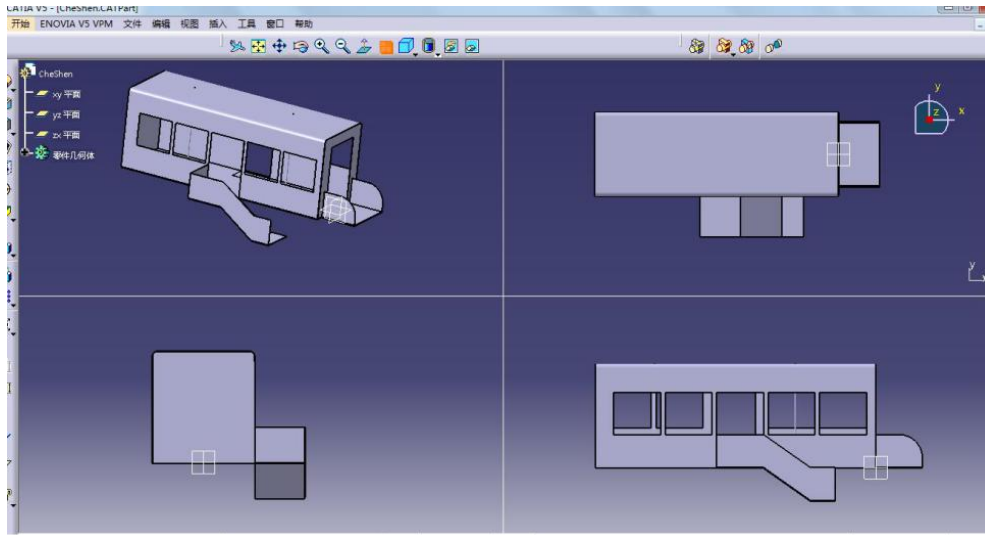 CATIA V5 - [CheShen.CATPart]
开始 ENOVIA V5 VPM 文件 编辑 视图 插入 工具 窗口 帮助
CheShen
xy 平面
yz 平面
zx 平面
零件几何体
y
z x
y